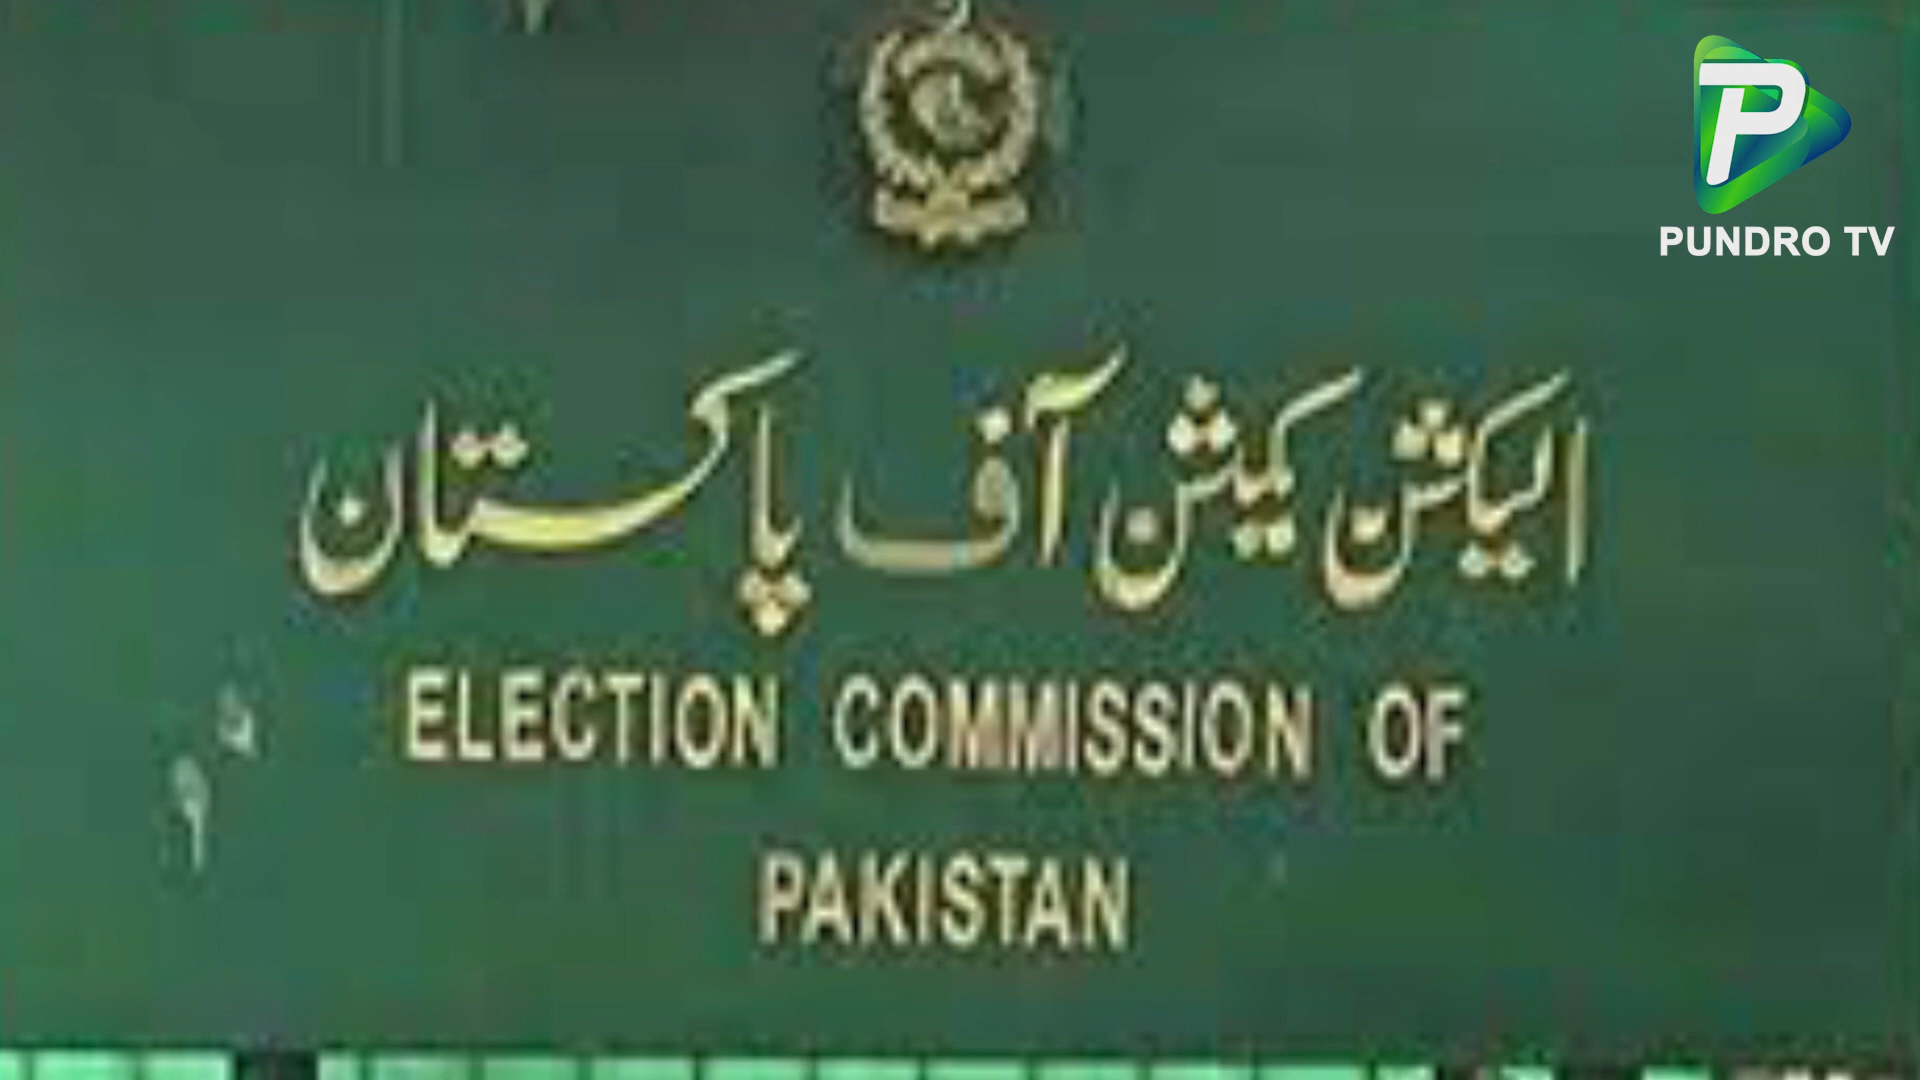 PUNDRO TV
الیکشن کمیشن آف پاکستان
ELECTION COMMISSION OF
PAKISTAN